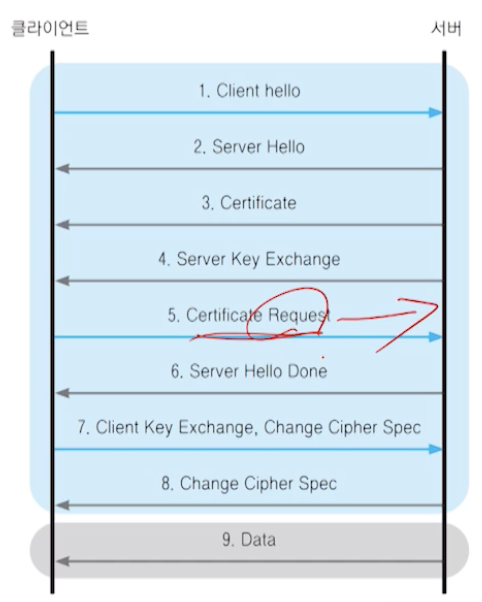 클라이언트
서버
1. Client hello
2. Server Hello
3. Certificate
4. Server Key Exchange
5. Certificate Request
6. Server Hello Done
7. Client Key Exchange, Change Cipher Spec
8. Change Cipher Spec
9. Data